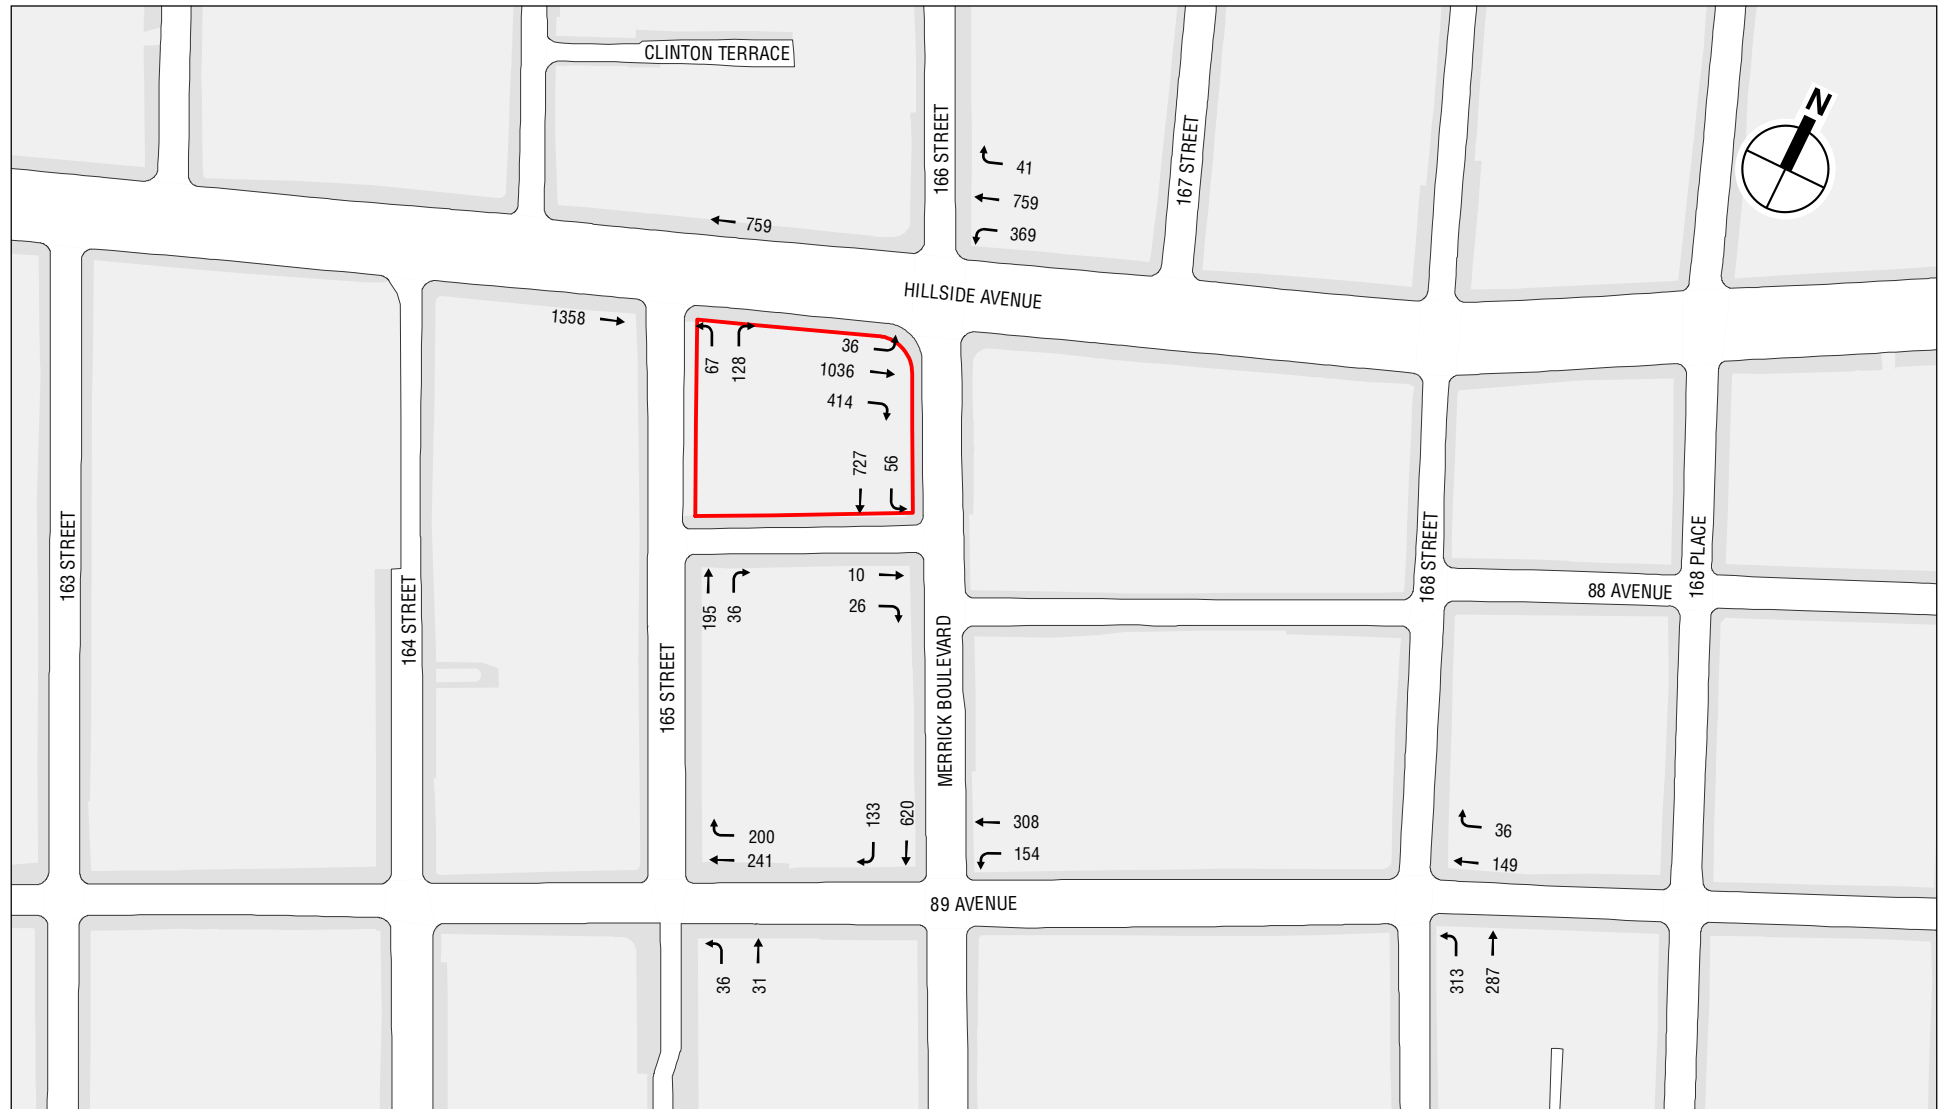 CLINTON TERRACE
N
166 STREET
167 STREET
41
759
369
759
HILLSIDE AVENUE
1358
67
128
36
1036
414
727
56
163 STREET
164 STREET
165 STREET
195
36
10
26
MERRICK BOULEVARD
168 STREET
168 PLACE
88 AVENUE
200
241
133
620
308
154
36
149
89 AVENUE
36
31
313
287